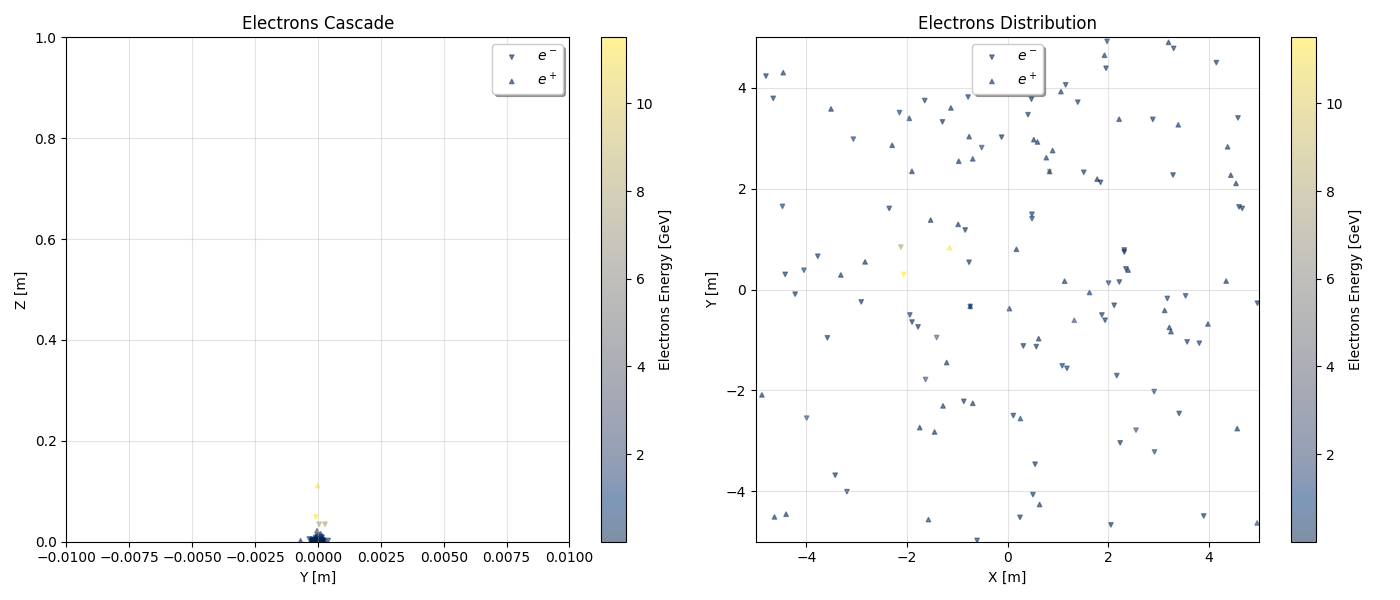 Electrons Cascade
e⁻
e⁺
1.0
0.8
0.6
0.4
0.2
0.0
Z [m]
−0.0100 −0.0075 −0.0050 −0.0025 0.0000 0.0025 0.0050 0.0075 0.0100
Y [m]
10
8
6
4
2
Electrons Energy [GeV]
Electrons Distribution
e⁻
e⁺
4
2
0
−2
−4
Y [m]
−4 −2 0 2 4
X [m]
10
8
6
4
2
Electrons Energy [GeV]